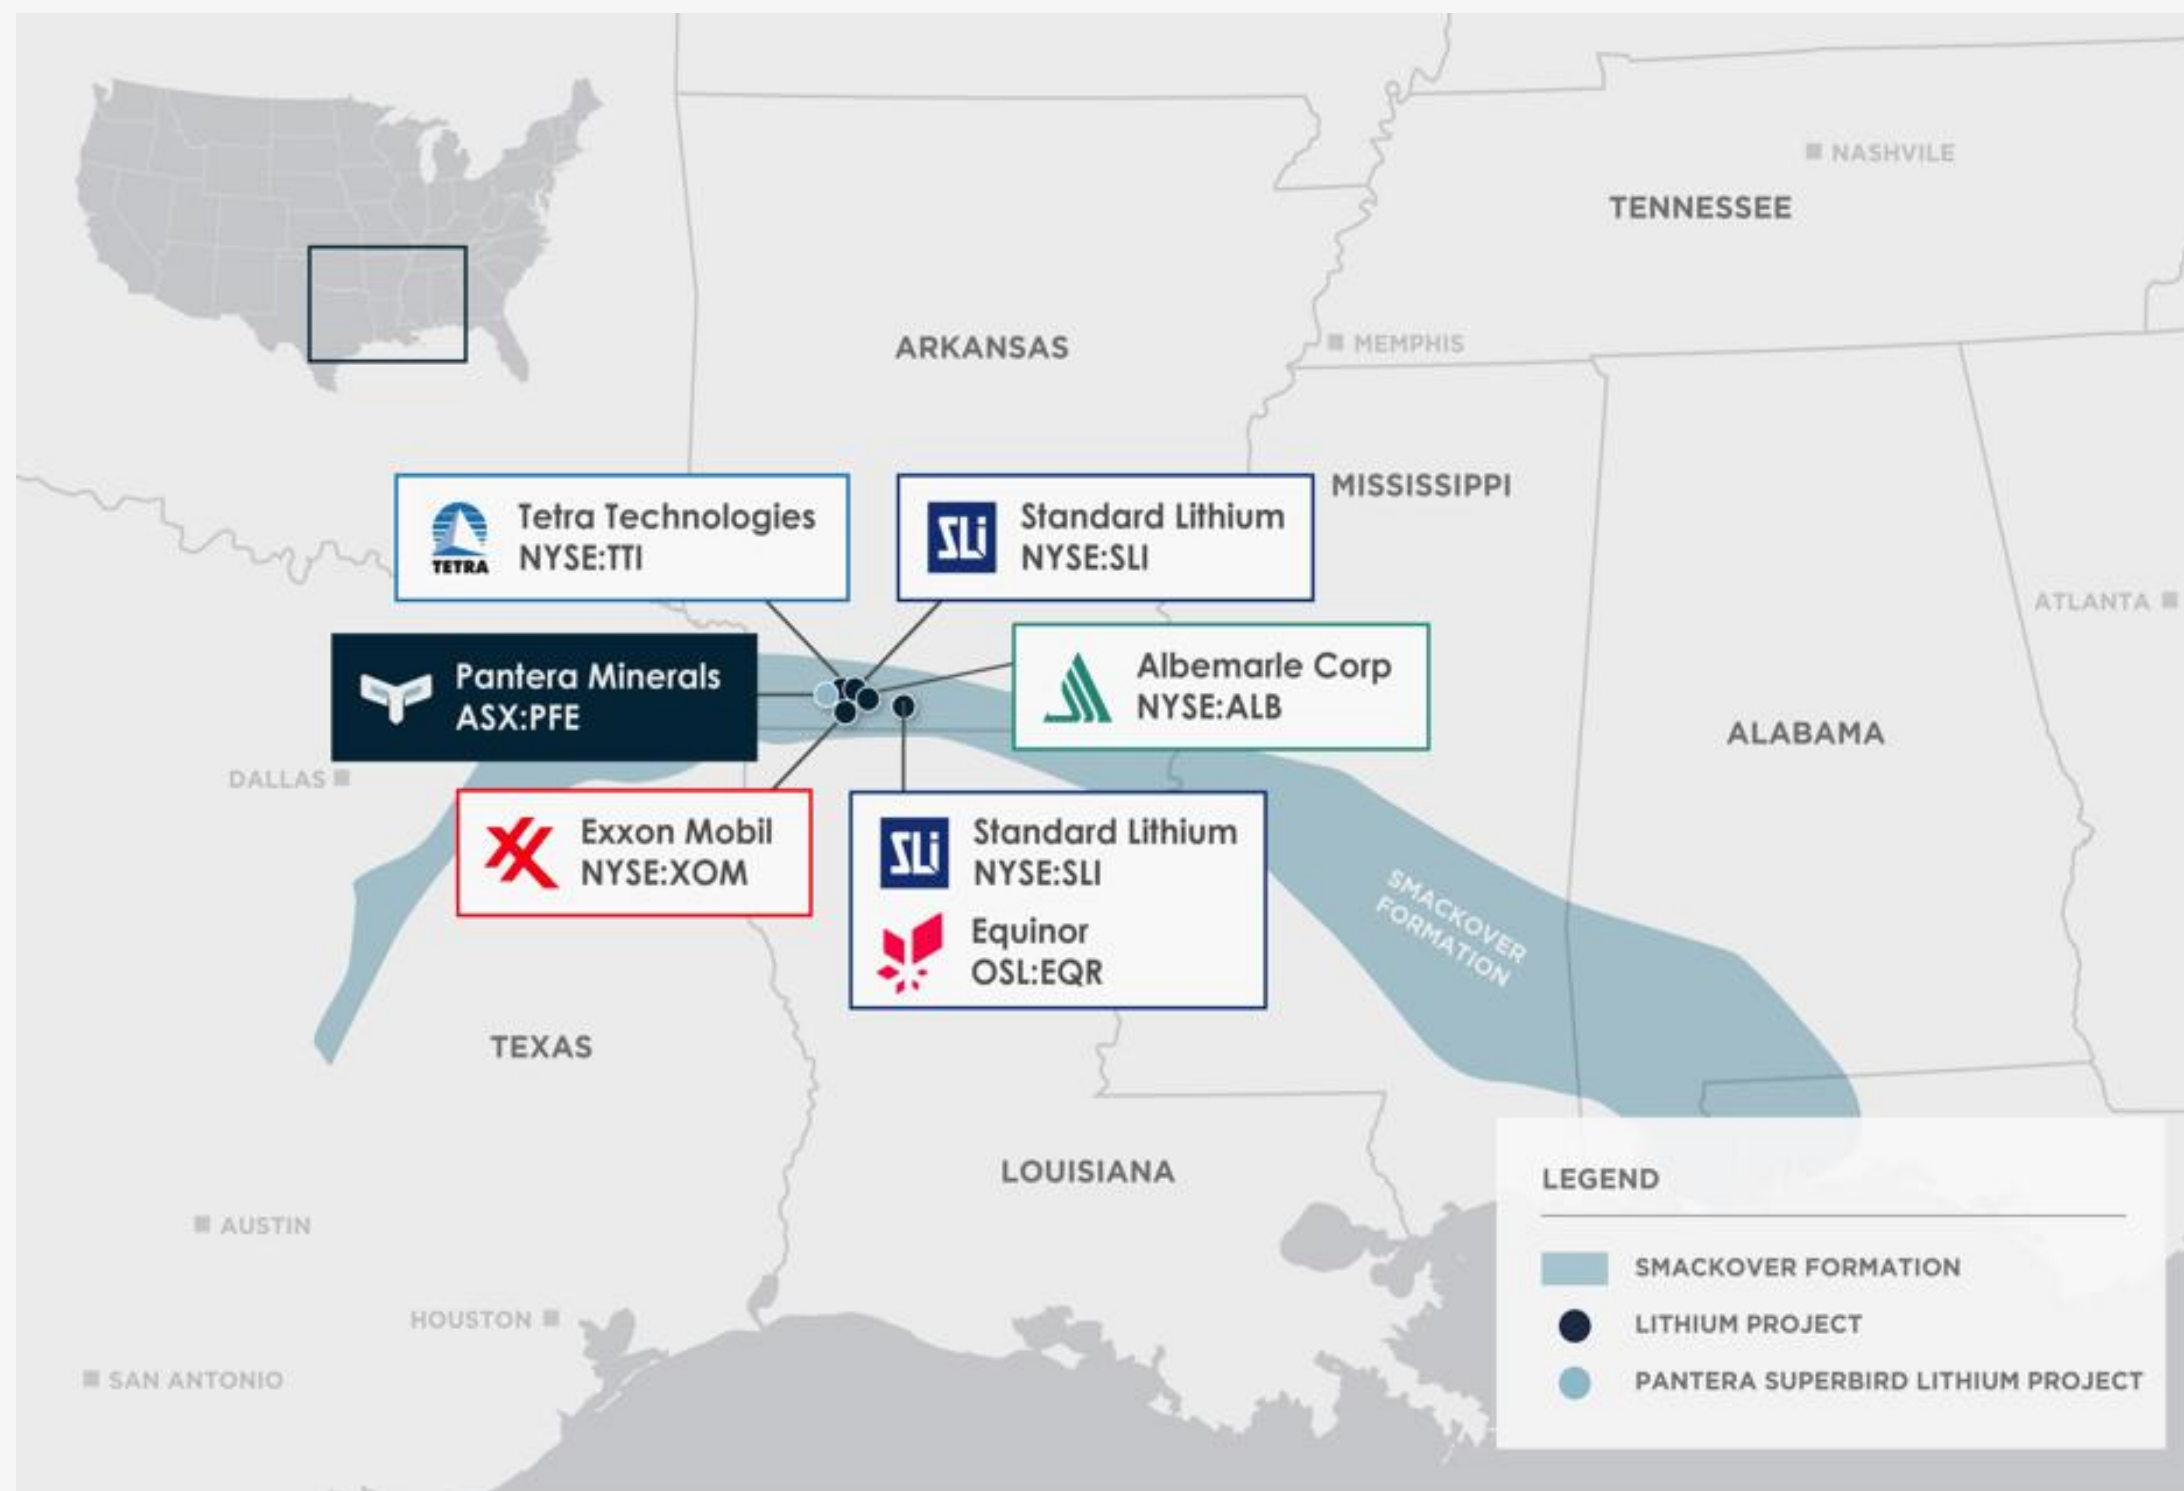 NASHVILE
TENNESSEE
ARKANSAS
MEMPHIS
MISSISSIPPI
TETRA
Tetra Technologies
NYSE:TTI
SLi
Standard Lithium
NYSE:SLI
ATLANTA
Pantera Minerals
ASX:PFE
Albemarle Corp
NYSE:ALB
ALABAMA
DALLAS
Exxon Mobil
NYSE:XOM
SLi
Standard Lithium
NYSE:SLI
Equinor
OSL:EQR
SMACKOVER
FORMATION
TEXAS
LOUISIANA
AUSTIN
HOUSTON
SAN ANTONIO
LEGEND
SMACKOVER FORMATION
LITHIUM PROJECT
PANTERA SUPERBIRD LITHIUM PROJECT